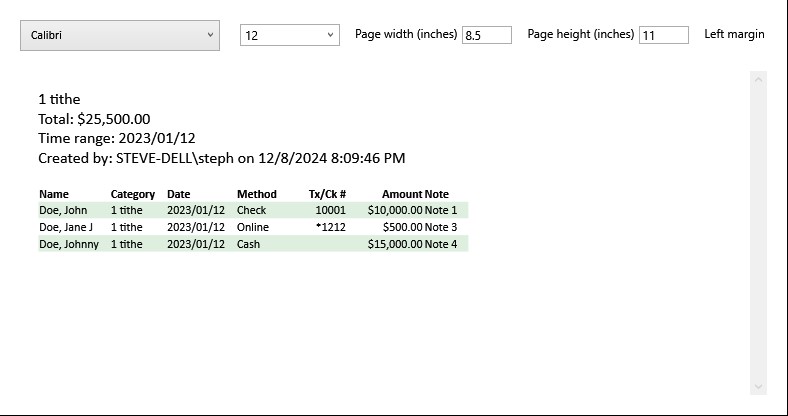 Calibri 12 Page width (inches) 8.5 Page height (inches) 11 Left margin
1 tithe
Total: $25,500.00
Time range: 2023/01/12
Created by: STEVE-DELL\steph on 12/8/2024 8:09:46 PM
Name Category Date Method Tx/Ck # Amount Note
Doe, John 1 tithe 2023/01/12 Check 10001 $10,000.00 Note 1
Doe, Jane J 1 tithe 2023/01/12 Online *1212 $500.00 Note 3
Doe, Johnny 1 tithe 2023/01/12 Cash $15,000.00 Note 4